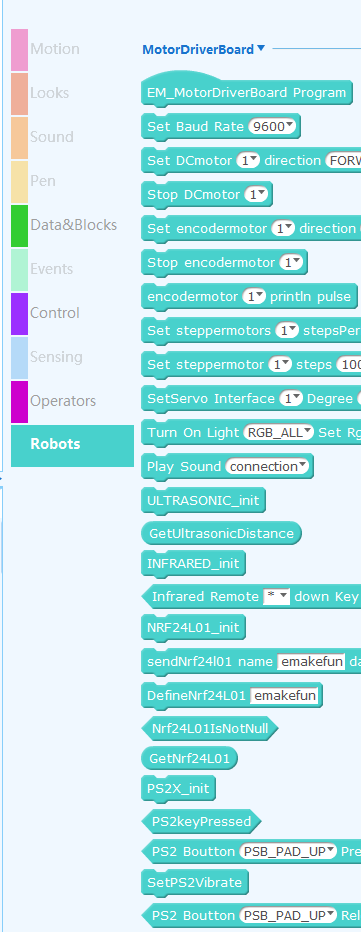 Motion
Looks
Sound
Pen
Data&Blocks
Events
Control
Sensing
Operators
Robots
MotorDriverBoard
EM_MotorDriverBoard Program
Set Baud Rate 9600
Set DCmotor 1 direction FORW
Stop DCmotor 1
Set encodermotor 1 direction
Stop encodermotor 1
encodermotor 1 println pulse
Set steppermotors 1 stepsPer
Set steppermotor 1 steps 100
SetServo Interface 1 Degree
Turn On Light RGB_ALL Set Rg
Play Sound connection
ULTRASONIC_init
GetUltrasonicDistance
INFRARED_init
Infrared Remote * down Key
NRF24L01_init
sendNrf24l01 name emakefun da
DefineNrf24L01 emakefun
Nrf24L01IsNotNull
GetNrf24L01
PS2X_init
PS2keyPressed
PS2 Boutton PSB_PAD_UP Pre
SetPS2Vibrate
PS2 Boutton PSB_PAD_UP Rel